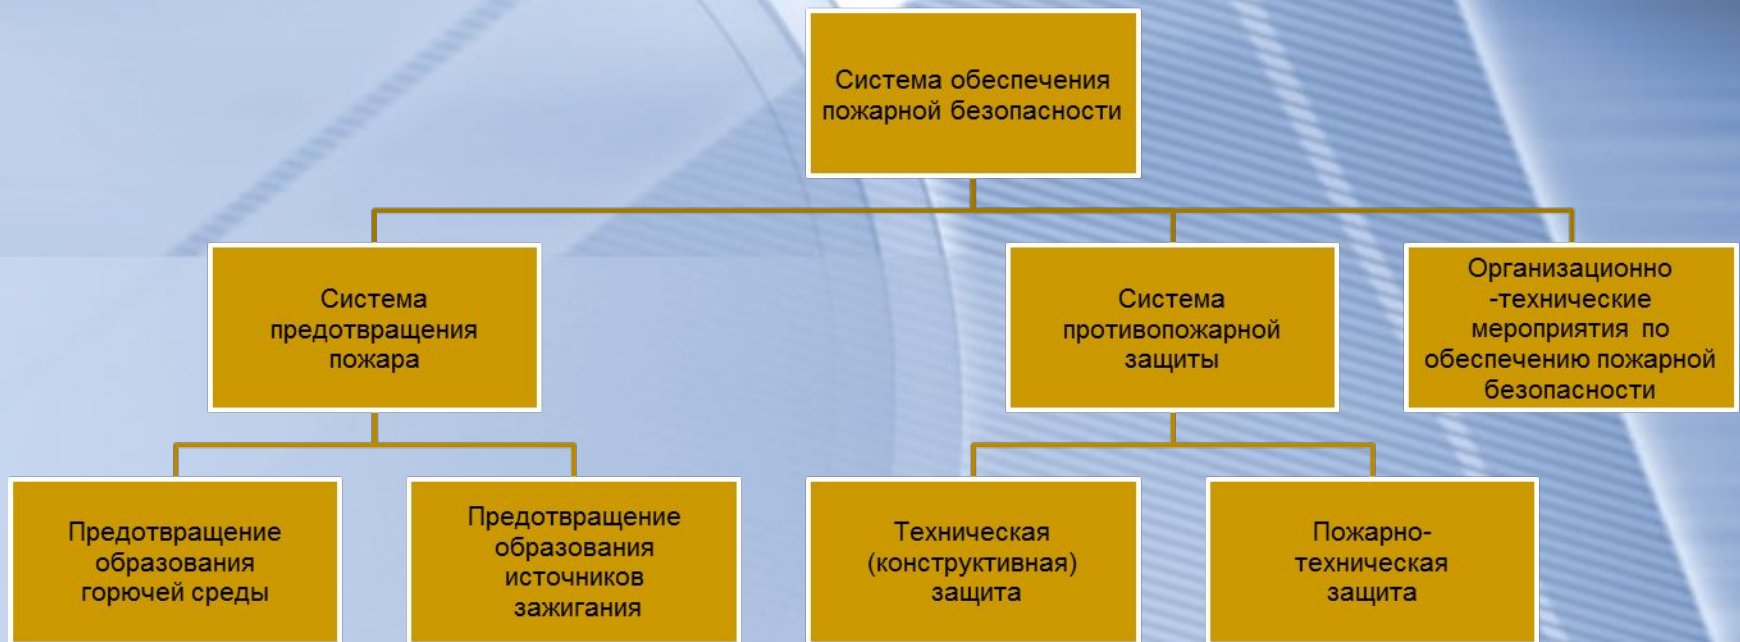 Система обеспечения
пожарной безопасности
Система
предотвращения
пожара
Система
противопожарной
защиты
Организационно
-технические
мероприятия по
обеспечению пожарной
безопасности
Предотвращение
образования
горючей среды
Предотвращение
образования
источников
зажигания
Техническая
(конструктивная)
защита
Пожарно-
техническая
защита